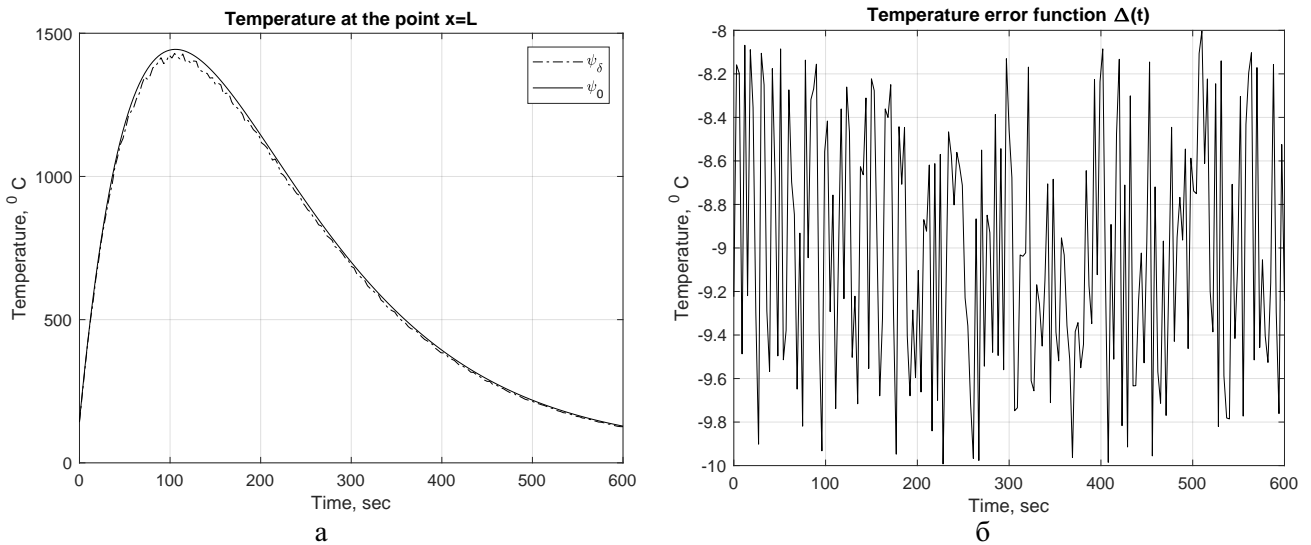 Temperature at the point x=L
1500
1000
500
0
Temperature, ⁰ C
ψ_δ
ψ_0
0 100 200 300 400 500 600
Time, sec
а
Temperature error function Δ(t)
-8
-8.2
-8.4
-8.6
-8.8
-9
-9.2
-9.4
-9.6
-9.8
-10
Temperature, ⁰ C
0 100 200 300 400 500 600
Time, sec
б